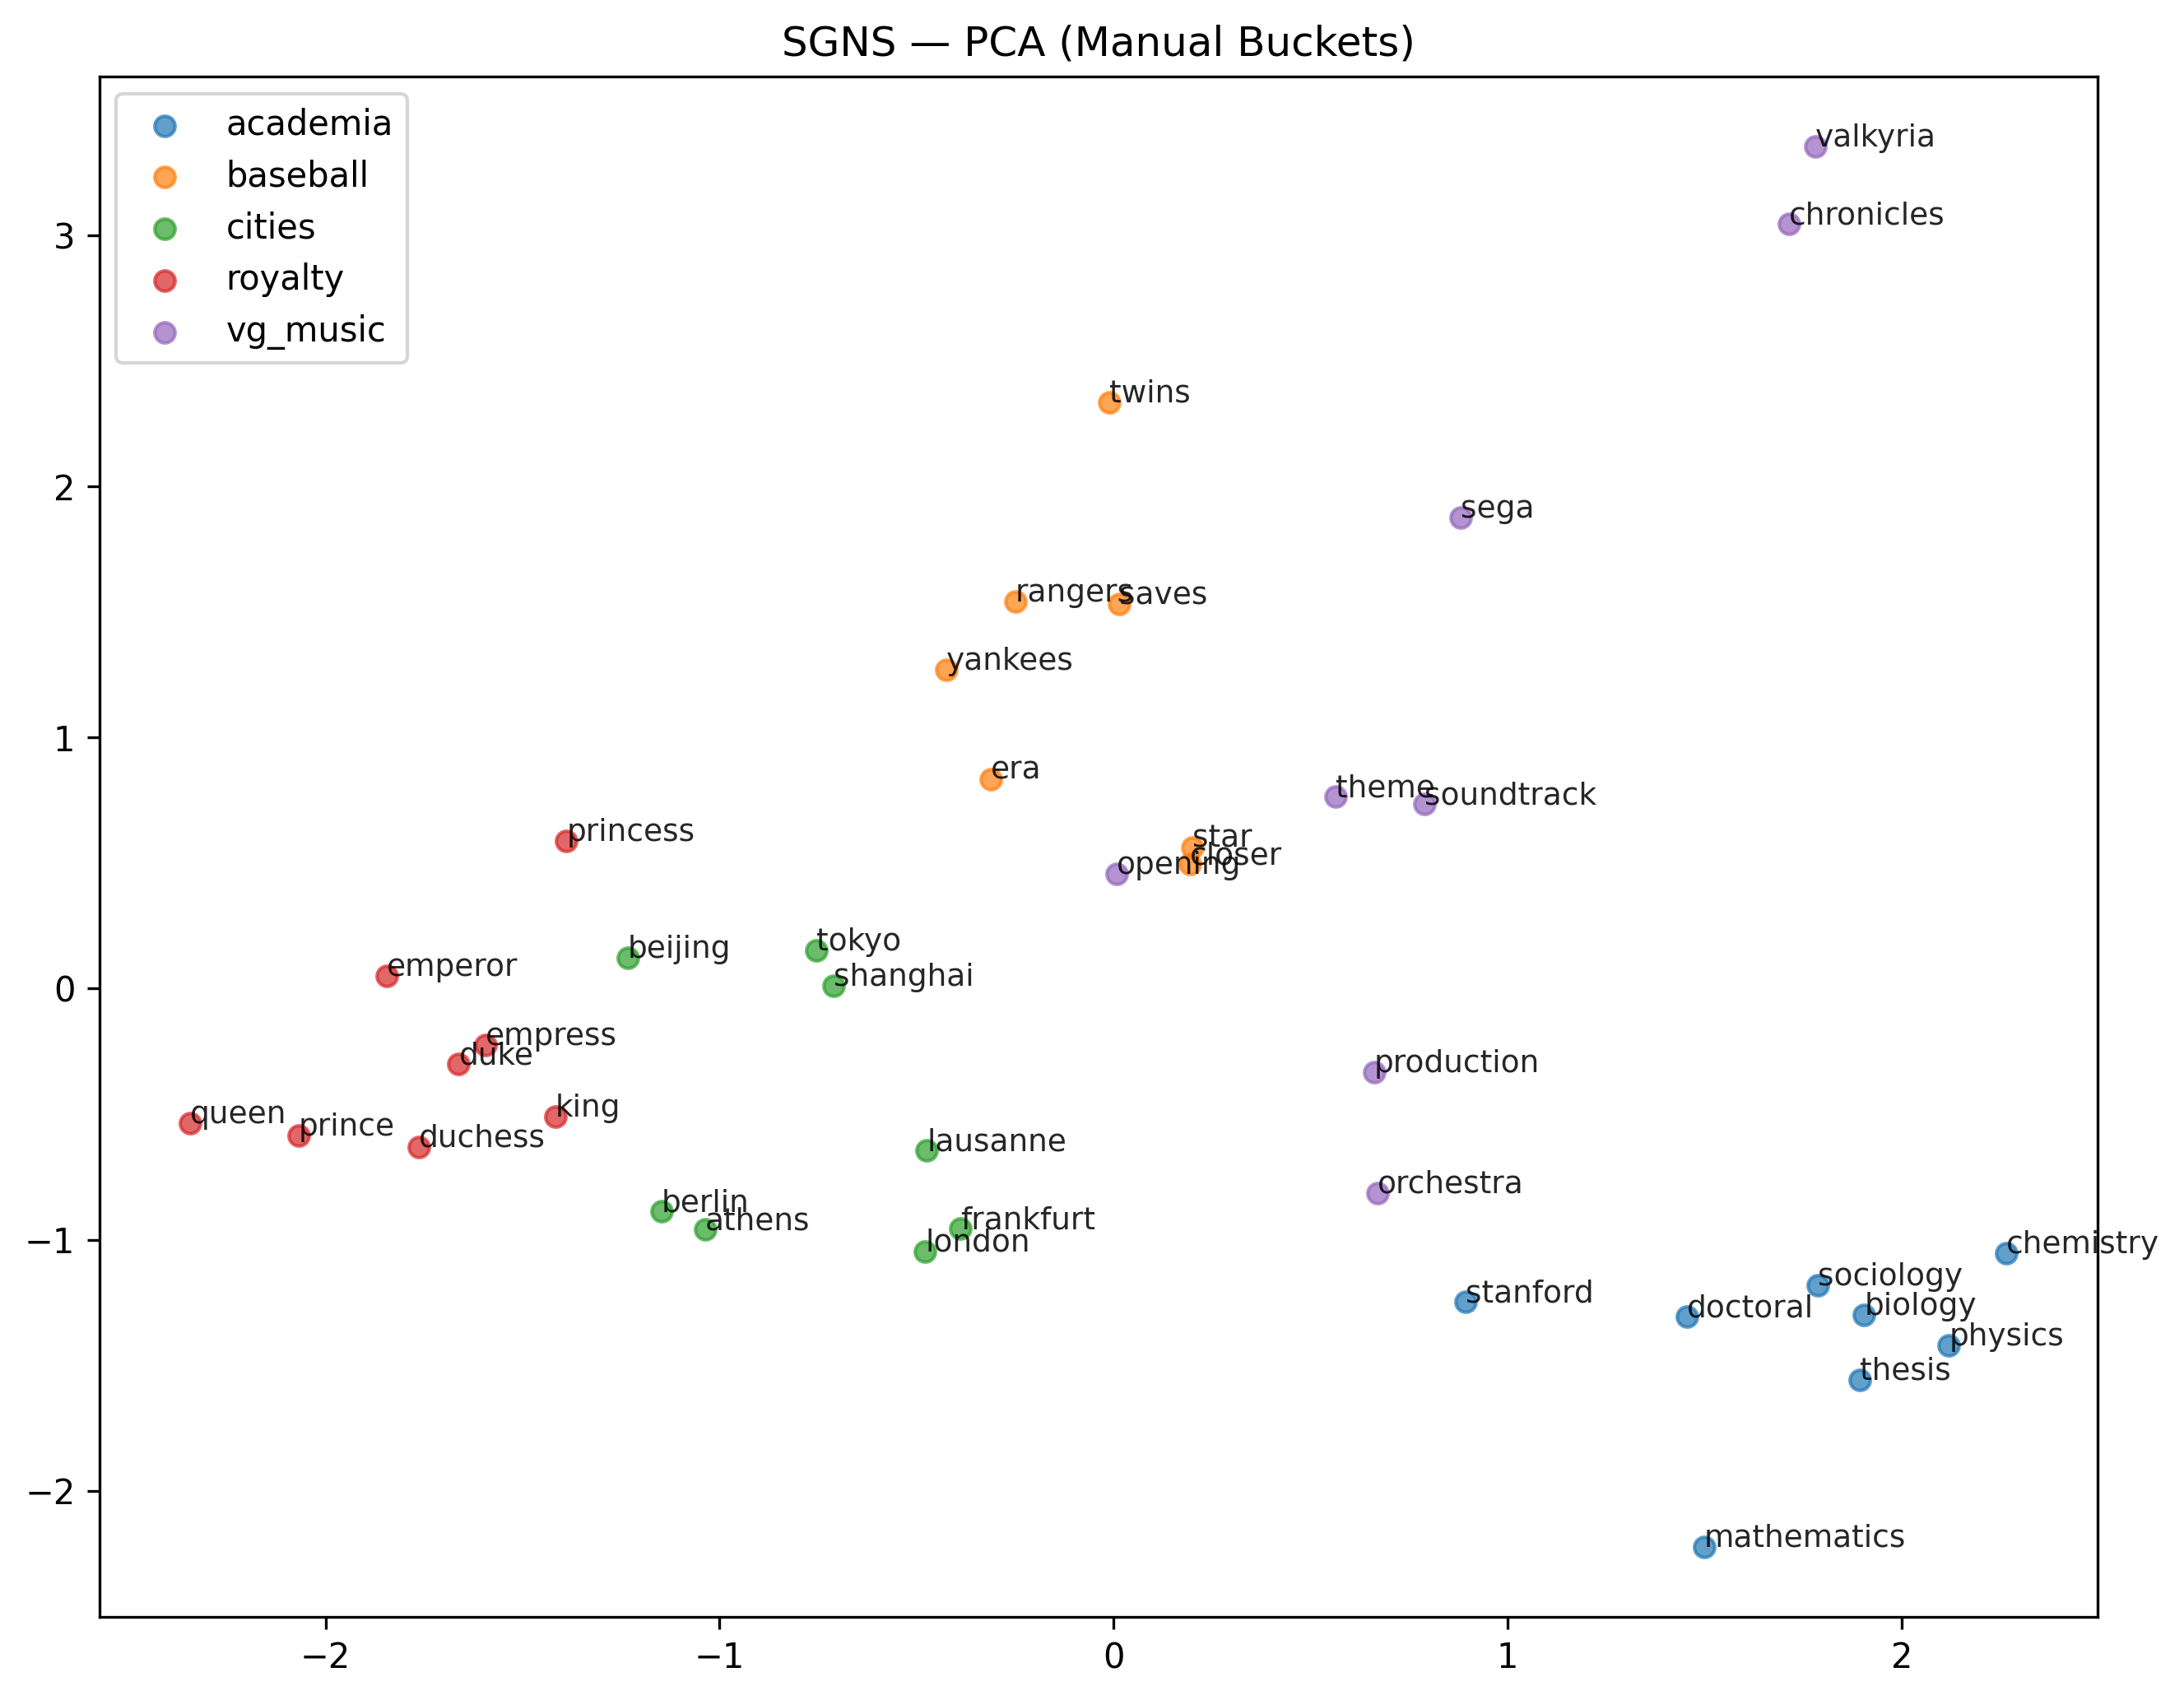 SGNS — PCA (Manual Buckets)
academia
baseball
cities
royalty
vg_music
valkyria
chronicles
twins
sega
rangers
saves
yankees
era
theme
soundtrack
princess
star
closer
opening
tokyo
beijing
emperor
shanghai
empress
duke
production
king
queen
prince
duchess
lausanne
orchestra
berlin
athens
frankfurt
london
chemistry
sociology
stanford
doctoral
biology
physics
thesis
mathematics
3
2
1
0
−1
−2
−2
−1
0
1
2